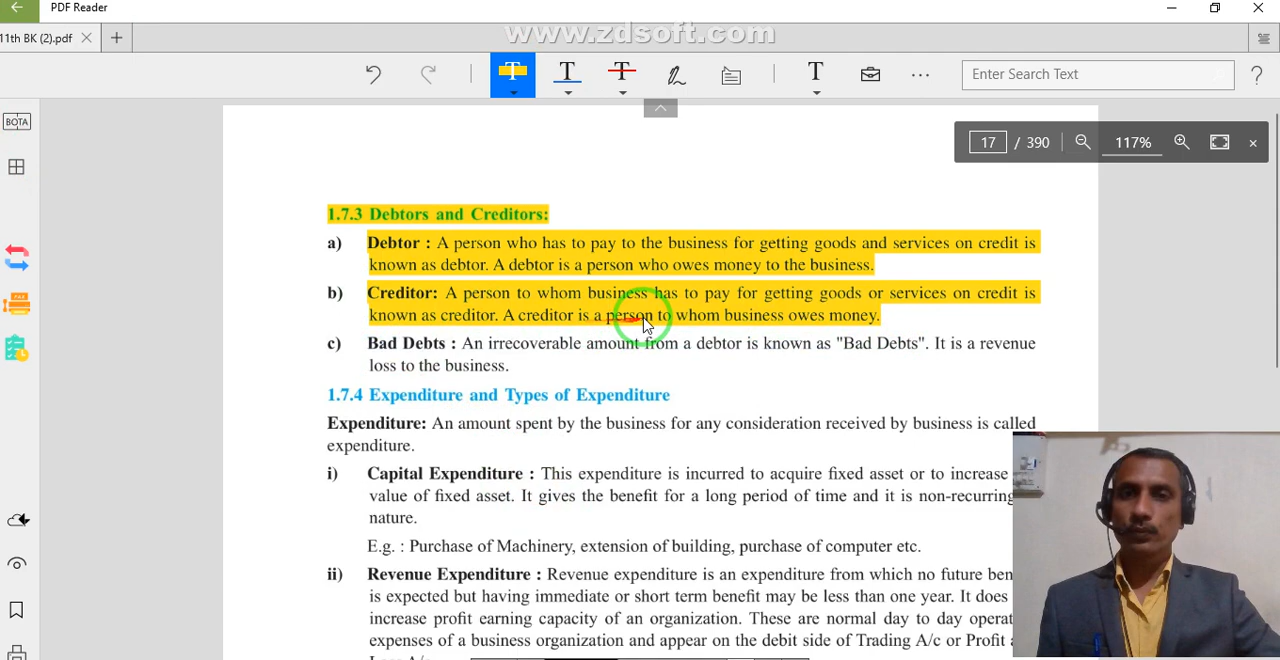 PDF Reader
11th BK (2).pdf
www.zdsoft.com
Enter Search Text
BOTA
17 / 390 117%
1.7.3 Debtors and Creditors:
a) Debtor : A person who has to pay to the business for getting goods and services on credit is
known as debtor. A debtor is a person who owes money to the business.
b) Creditor: A person to whom business has to pay for getting goods or services on credit is
known as creditor. A creditor is a person to whom business owes money.
c) Bad Debts : An irrecoverable amount from a debtor is known as "Bad Debts". It is a revenue
loss to the business.
1.7.4 Expenditure and Types of Expenditure
Expenditure: An amount spent by the business for any consideration received by business is called
expenditure.
i) Capital Expenditure : This expenditure is incurred to acquire fixed asset or to increase
value of fixed asset. It gives the benefit for a long period of time and it is non-recurring
nature.
E.g. : Purchase of Machinery, extension of building, purchase of computer etc.
ii) Revenue Expenditure : Revenue expenditure is an expenditure from which no future ben
is expected but having immediate or short term benefit may be less than one year. It does
increase profit earning capacity of an organization. These are normal day to day operat
expenses of a business organization and appear on the debit side of Trading A/c or Profit